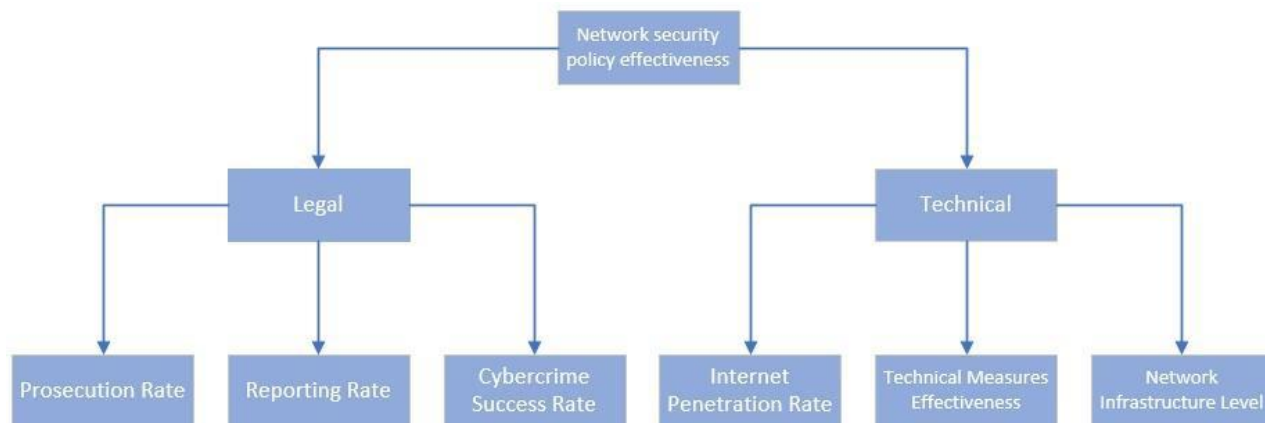 Network security
policy effectiveness
Legal
Technical
Prosecution Rate
Reporting Rate
Cybercrime
Success Rate
Internet
Penetration Rate
Technical Measures
Effectiveness
Network
Infrastructure Level